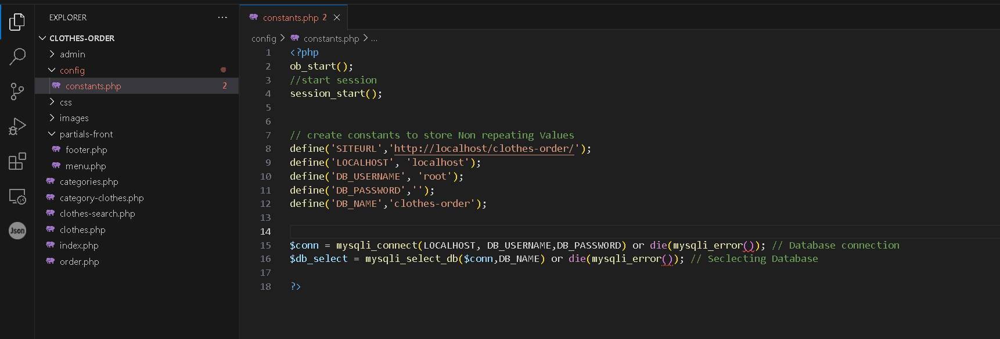 EXPLORER
...
CLOTHES-ORDER
admin
config
constants.php 2
css
images
partials-front
footer.php
menu.php
categories.php
category-clothes.php
clothes-search.php
clothes.php
index.php
order.php
Json
constants.php 2
config > constants.php > ...
1 <?php
2 ob_start();
3 //start session
4 session_start();
5
6
7 // create constants to store Non repeating Values
8 define('SITEURL','http://localhost/clothes-order/');
9 define('LOCALHOST', 'localhost');
10 define('DB_USERNAME', 'root');
11 define('DB_PASSWORD','');
12 define('DB_NAME','clothes-order');
13
14
15 $conn = mysqli_connect(LOCALHOST, DB_USERNAME,DB_PASSWORD) or die(mysqli_error()); // Database connection
16 $db_select = mysqli_select_db($conn,DB_NAME) or die(mysqli_error()); // Seclecting Database
17
18 ?>